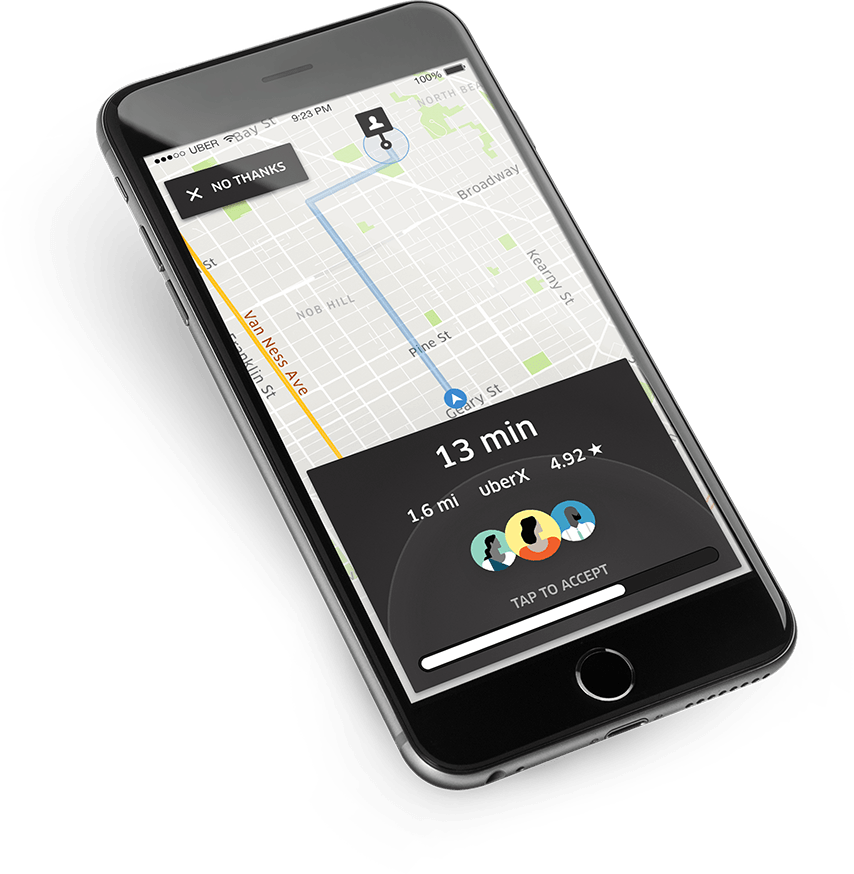 UBER
9:23 PM
100%
Bay St
NORTH BEA
NO THANKS
Broadway
St
Kearny St
NOB HILL
Van Ness Ave
Franklin St
Pine St
Geary St
13 min
1.6 mi uberX 4.92 ★
TAP TO ACCEPT